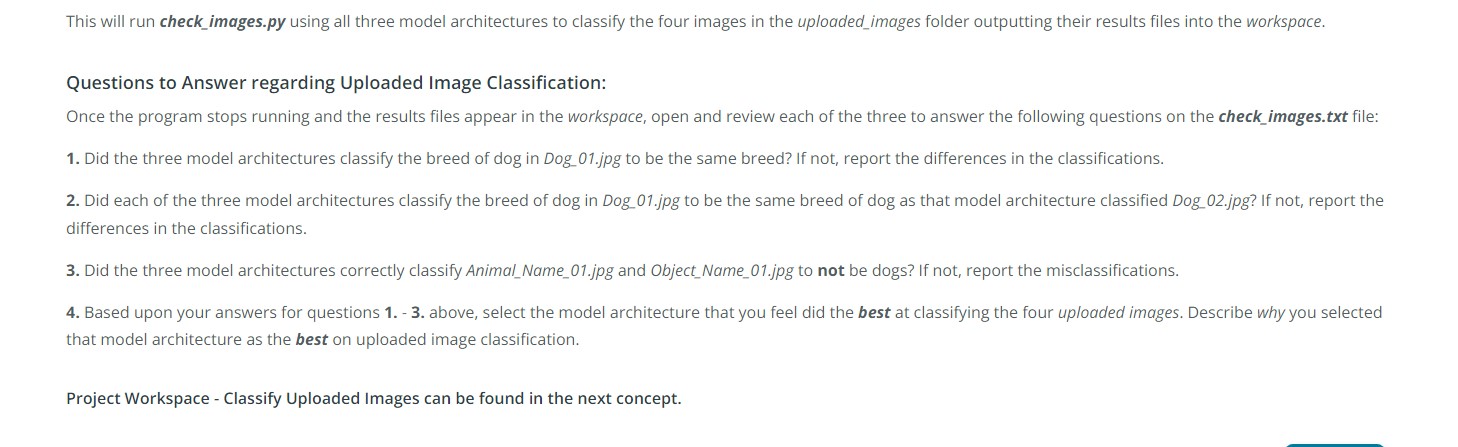 This will run check_images.py using all three model architectures to classify the four images in the uploaded_images folder outputting their results files into the workspace.
Questions to Answer regarding Uploaded Image Classification:
Once the program stops running and the results files appear in the workspace, open and review each of the three to answer the following questions on the check_images.txt file:
1. Did the three model architectures classify the breed of dog in Dog_01.jpg to be the same breed? If not, report the differences in the classifications.
2. Did each of the three model architectures classify the breed of dog in Dog_01.jpg to be the same breed of dog as that model architecture classified Dog_02.jpg? If not, report the
differences in the classifications.
3. Did the three model architectures correctly classify Animal_Name_01.jpg and Object_Name_01.jpg to not be dogs? If not, report the misclassifications.
4. Based upon your answers for questions 1. - 3. above, select the model architecture that you feel did the best at classifying the four uploaded images. Describe why you selected
that model architecture as the best on uploaded image classification.
Project Workspace - Classify Uploaded Images can be found in the next concept.